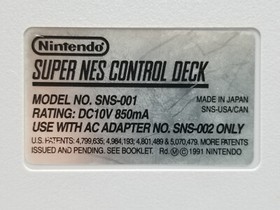 Nintendo
SUPER NES CONTROL DECK
MODEL NO. SNS-001
MADE IN JAPAN
RATING: DC10V 850mA
SNS-USA/CAN
USE WITH AC ADAPTER NO. SNS-002 ONLY
U.S. PATENTS: 4,799,635; 4,984,193; 4,801,489 & 5,070,479. MORE PATENTS
ISSUED AND PENDING. SEE BOOKLET. Rd. Ⓜ © 1991 NINTENDO